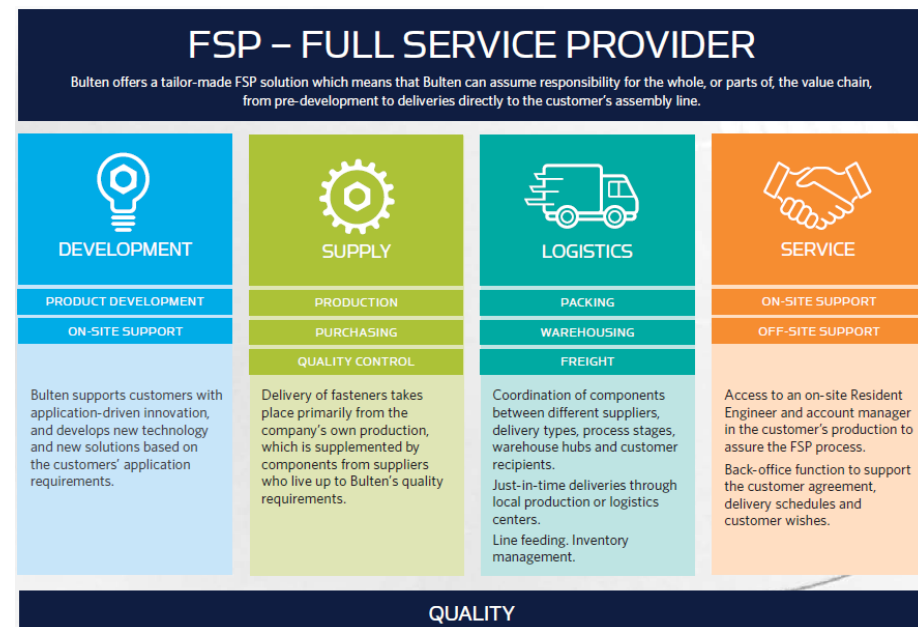 FSP – FULL SERVICE PROVIDER
Bulten offers a tailor-made FSP solution which means that Bulten can assume responsibility for the whole, or parts of, the value chain,
from pre-development to deliveries directly to the customer's assembly line.
DEVELOPMENT
PRODUCT DEVELOPMENT
ON-SITE SUPPORT
Bulten supports customers with
application-driven innovation,
and develops new technology
and new solutions based on
the customers' application
requirements.
SUPPLY
PRODUCTION
PURCHASING
QUALITY CONTROL
Delivery of fasteners takes
place primarily from the
company's own production,
which is supplemented by
components from suppliers
who live up to Bulten's quality
requirements.
LOGISTICS
PACKING
WAREHOUSING
FREIGHT
Coordination of components
between different suppliers,
delivery types, process stages,
warehouse hubs and customer
recipients.
Just-in-time deliveries through
local production or logistics
centers.
Line feeding. Inventory
management.
SERVICE
ON-SITE SUPPORT
OFF-SITE SUPPORT
Access to an on-site Resident
Engineer and account manager
in the customer's production to
assure the FSP process.
Back-office function to support
the customer agreement,
delivery schedules and
customer wishes.
QUALITY